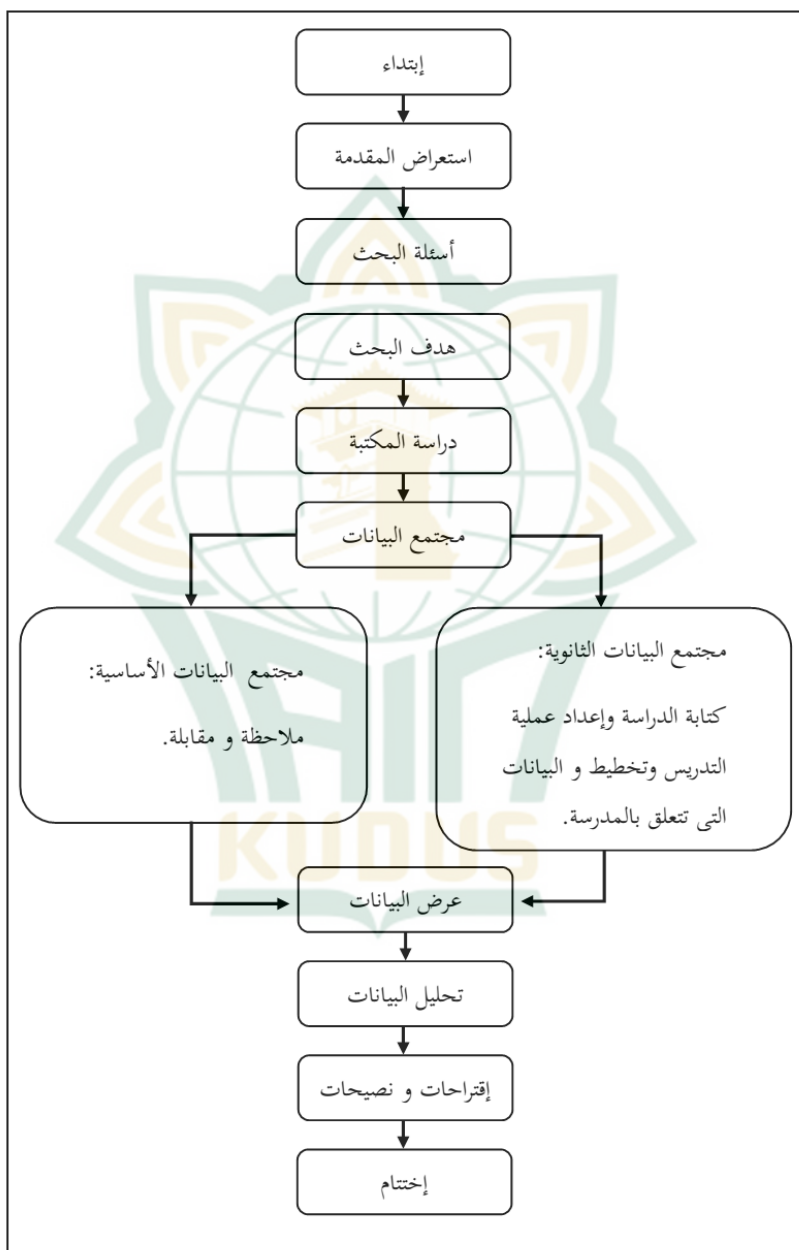 إبتداء
استعراض المقدمة
أسئلة البحث
هدف البحث
دراسة المكتبة
مجتمع البيانات
مجتمع البيانات الثانوية:
كتابة الدراسة وإعداد عملية
التدريس وتخطيط و البيانات
التى تتعلق بالمدرسة.
مجتمع البيانات الأساسية:
ملاحظة و مقابلة.
KUDUS
عرض البيانات
تحليل البيانات
إقتراحات و نصيحات
إختتام